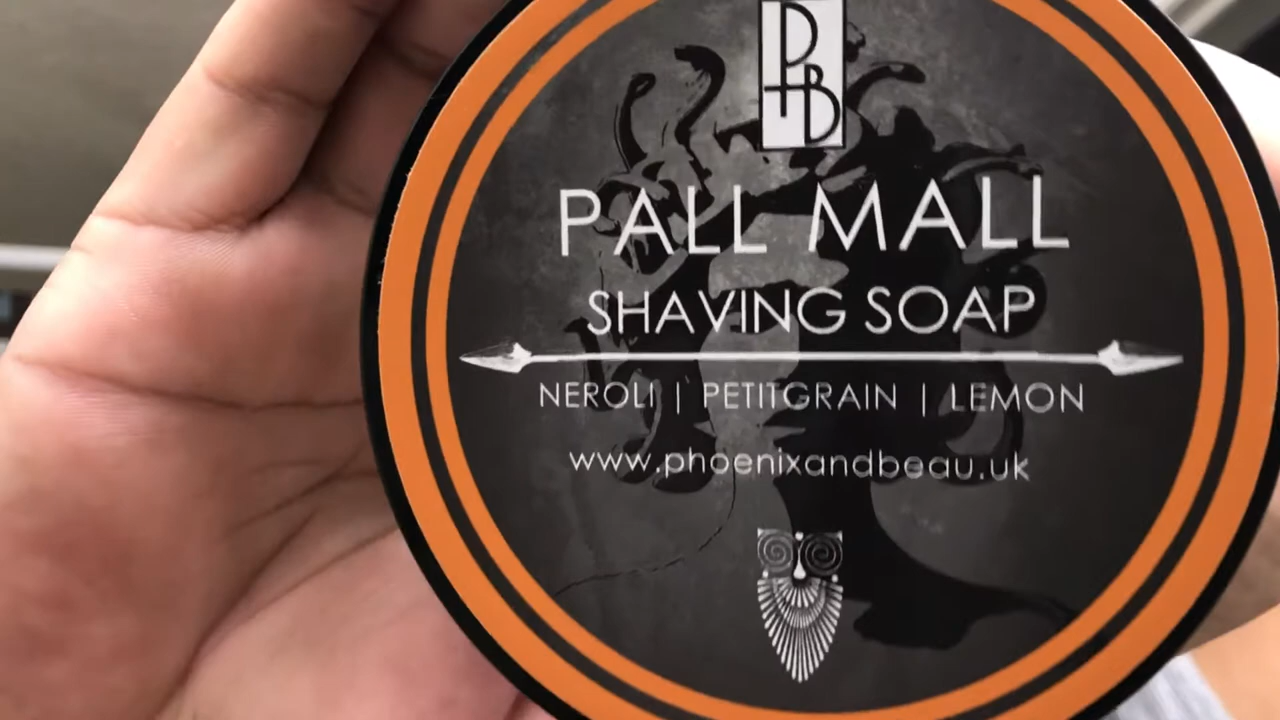 PB
PALL MALL
SHAVING SOAP
NEROLI | PETITGRAIN | LEMON
www.phoenixandbeau.uk